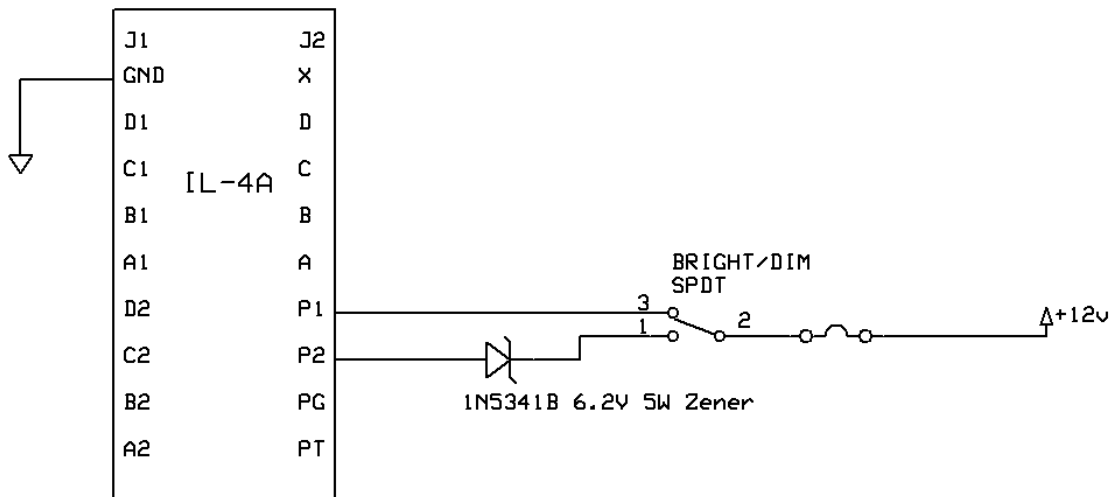 J1 J2
GND X
D1 D
C1 C
IL-4A
B1 B
A1 A
BRIGHT/DIM
SPDT
D2 P1
3
1
2
+12v
C2 P2
1N5341B 6.2V 5W Zener
B2 PG
A2 PT